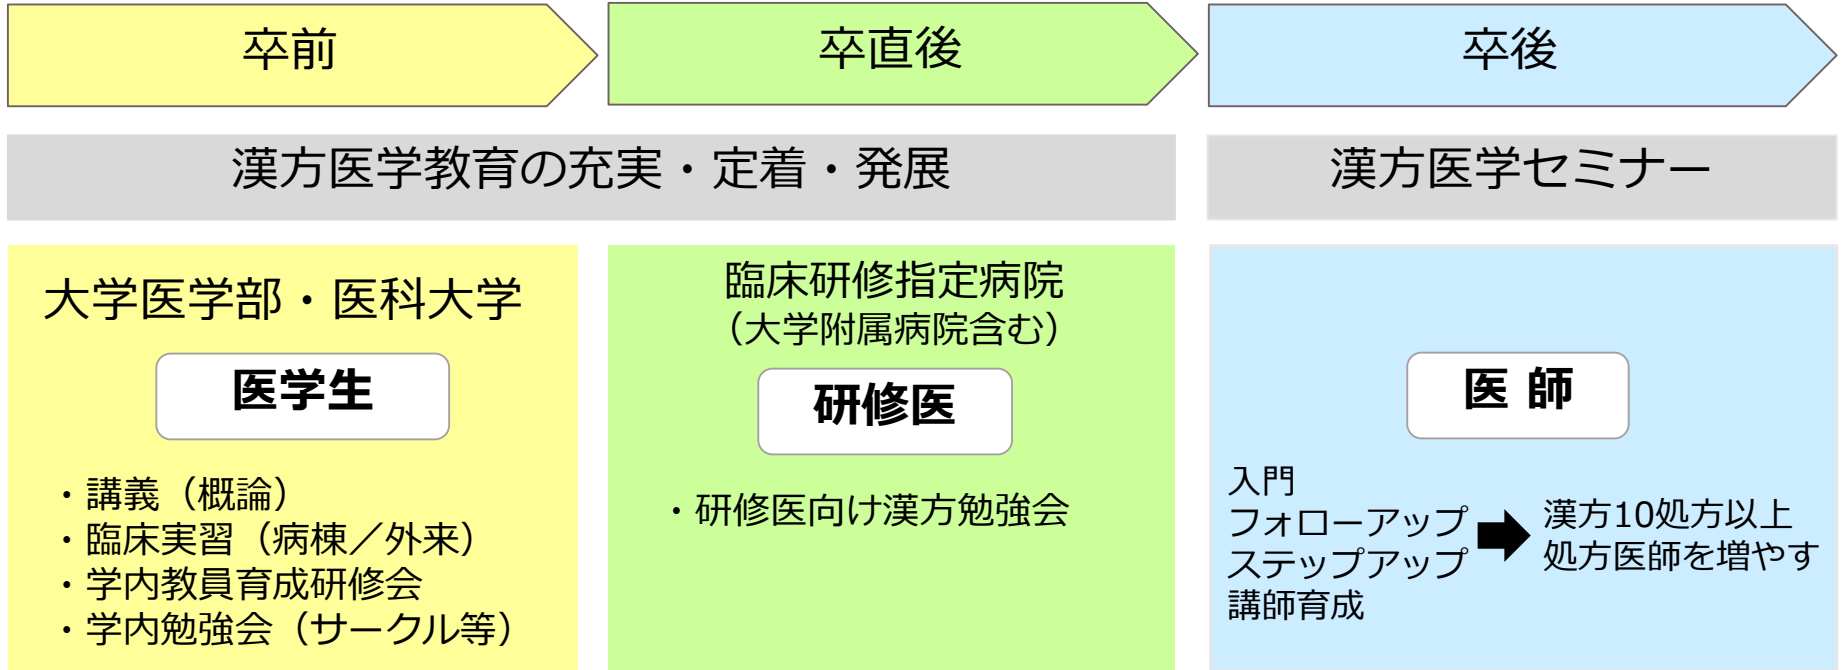 卒前
卒直後
卒後
漢方医学教育の充実・定着・発展
漢方医学セミナー
大学医学部・医科大学
医学生
・講義（概論）
・臨床実習（病棟／外来）
・学内教員育成研修会
・学内勉強会（サークル等）
臨床研修指定病院
（大学附属病院含む）
研修医
・研修医向け漢方勉強会
医 師
入門
フォローアップ
ステップアップ
講師育成
漢方10処方以上
処方医師を増やす